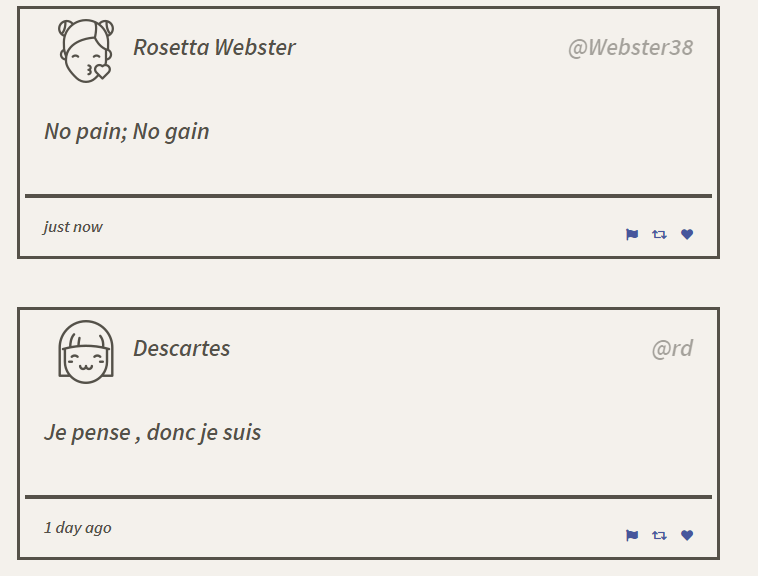 Rosetta Webster @Webster38
No pain; No gain
just now
Descartes @rd
Je pense , donc je suis
1 day ago